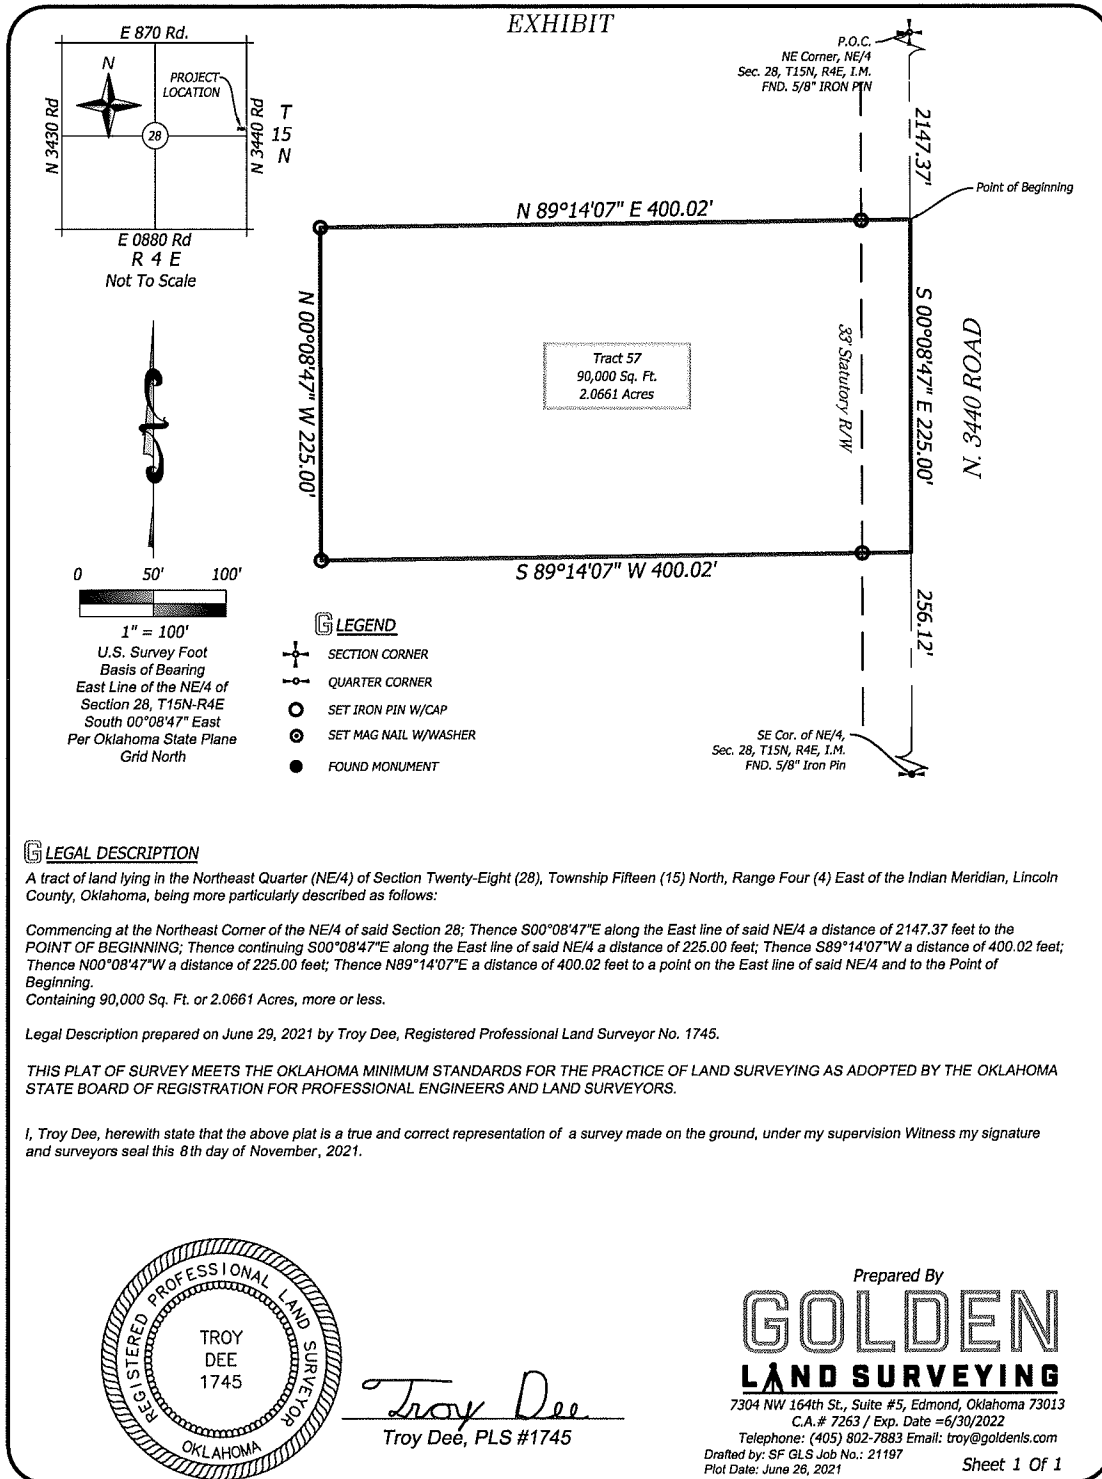 EXHIBIT
E 870 Rd.
N
PROJECT
LOCATION
N 3430 Rd
28
N 3440 Rd
T
15
N
E 0880 Rd
R 4 E
Not To Scale
P.O.C.
NE Corner, NE/4
Sec. 28, T15N, R4E, I.M.
FND. 5/8" IRON PIN
2147.37'
Point of Beginning
N 89°14'07" E 400.02'
N 00°08'47" W 225.00'
Tract 57
90,000 Sq. Ft.
2.0661 Acres
33' Statutory R/W
S 00°08'47" E 225.00'
N. 3440 ROAD
S 89°14'07" W 400.02'
256.12'
0 50' 100'
1" = 100'
U.S. Survey Foot
Basis of Bearing
East Line of the NE/4 of
Section 28, T15N-R4E
South 00°08'47" East
Per Oklahoma State Plane
Grid North
G LEGEND
SECTION CORNER
QUARTER CORNER
SET IRON PIN W/CAP
SET MAG NAIL W/WASHER
FOUND MONUMENT
SE Cor. of NE/4,
Sec. 28, T15N, R4E, I.M.
FND. 5/8" Iron Pin
G LEGAL DESCRIPTION
A tract of land lying in the Northeast Quarter (NE/4) of Section Twenty-Eight (28), Township Fifteen (15) North, Range Four (4) East of the Indian Meridian, Lincoln
County, Oklahoma, being more particularly described as follows:
Commencing at the Northeast Corner of the NE/4 of said Section 28; Thence S00°08'47"E along the East line of said NE/4 a distance of 2147.37 feet to the
POINT OF BEGINNING; Thence continuing S00°08'47"E along the East line of said NE/4 a distance of 225.00 feet; Thence S89°14'07"W a distance of 400.02 feet;
Thence N00°08'47"W a distance of 225.00 feet; Thence N89°14'07"E a distance of 400.02 feet to a point on the East line of said NE/4 and to the Point of
Beginning.
Containing 90,000 Sq. Ft. or 2.0661 Acres, more or less.
Legal Description prepared on June 29, 2021 by Troy Dee, Registered Professional Land Surveyor No. 1745.
THIS PLAT OF SURVEY MEETS THE OKLAHOMA MINIMUM STANDARDS FOR THE PRACTICE OF LAND SURVEYING AS ADOPTED BY THE OKLAHOMA
STATE BOARD OF REGISTRATION FOR PROFESSIONAL ENGINEERS AND LAND SURVEYORS.
I, Troy Dee, herewith state that the above plat is a true and correct representation of a survey made on the ground, under my supervision Witness my signature
and surveyors seal this 8th day of November, 2021.
REGISTERED PROFESSIONAL LAND SURVEYOR
TROY
DEE
1745
OKLAHOMA
Troy Dee
Troy Dee, PLS #1745
Prepared By
GOLDEN
LAND SURVEYING
7304 NW 164th St., Suite #5, Edmond, Oklahoma 73013
C.A.# 7263 / Exp. Date =6/30/2022
Telephone: (405) 802-7883 Email: troy@goldenls.com
Drafted by: SF GLS Job No.: 21197
Plot Date: June 26, 2021
Sheet 1 Of 1